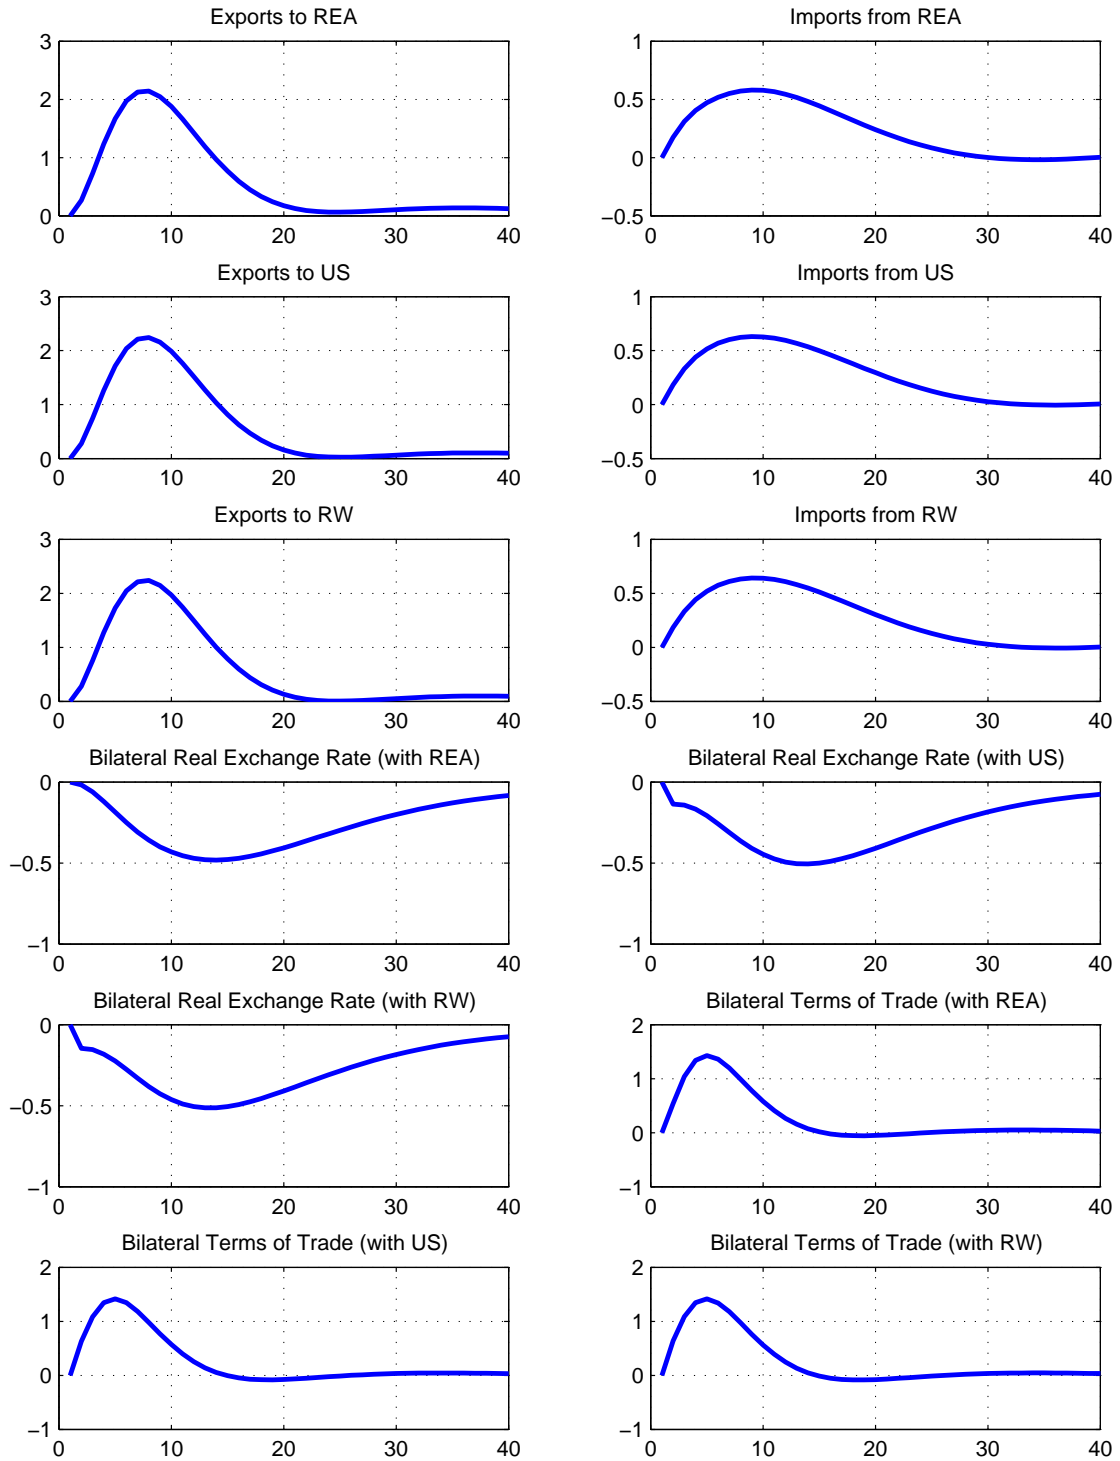 Exports to REA
Imports from REA
3
2
1
0
0 10 20 30 40
1
0.5
0
−0.5
0 10 20 30 40
Exports to US
Imports from US
3
2
1
0
0 10 20 30 40
1
0.5
0
−0.5
0 10 20 30 40
Exports to RW
Imports from RW
3
2
1
0
0 10 20 30 40
1
0.5
0
−0.5
0 10 20 30 40
Bilateral Real Exchange Rate (with REA)
Bilateral Real Exchange Rate (with US)
0
−0.5
−1
0 10 20 30 40
0
−0.5
−1
0 10 20 30 40
Bilateral Real Exchange Rate (with RW)
Bilateral Terms of Trade (with REA)
0
−0.5
−1
0 10 20 30 40
2
1
0
−1
0 10 20 30 40
Bilateral Terms of Trade (with US)
Bilateral Terms of Trade (with RW)
2
1
0
−1
0 10 20 30 40
2
1
0
−1
0 10 20 30 40